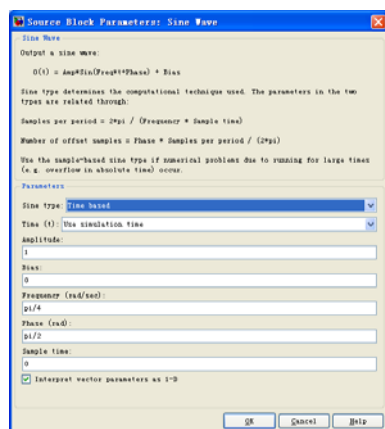 Source Block Parameters: Sine Wave
Sine Wave
Output a sine wave:
O(t) = Amp*Sin(Freq*t+Phase) + Bias
Sine type determines the computational technique used. The parameters in the two
types are related through:
Samples per period = 2*pi / (Frequency * Sample time)
Number of offset samples = Phase * Samples per period / (2*pi)
Use the sample-based sine type if numerical problems due to running for large times
(e.g. overflow in absolute time) occur.
Parameters
Sine type: Time based
Time (t): Use simulation time
Amplitude:
1
Bias:
0
Frequency (rad/sec):
pi/4
Phase (rad):
pi/2
Sample time:
0
Interpret vector parameters as 1-D
OK Cancel Help